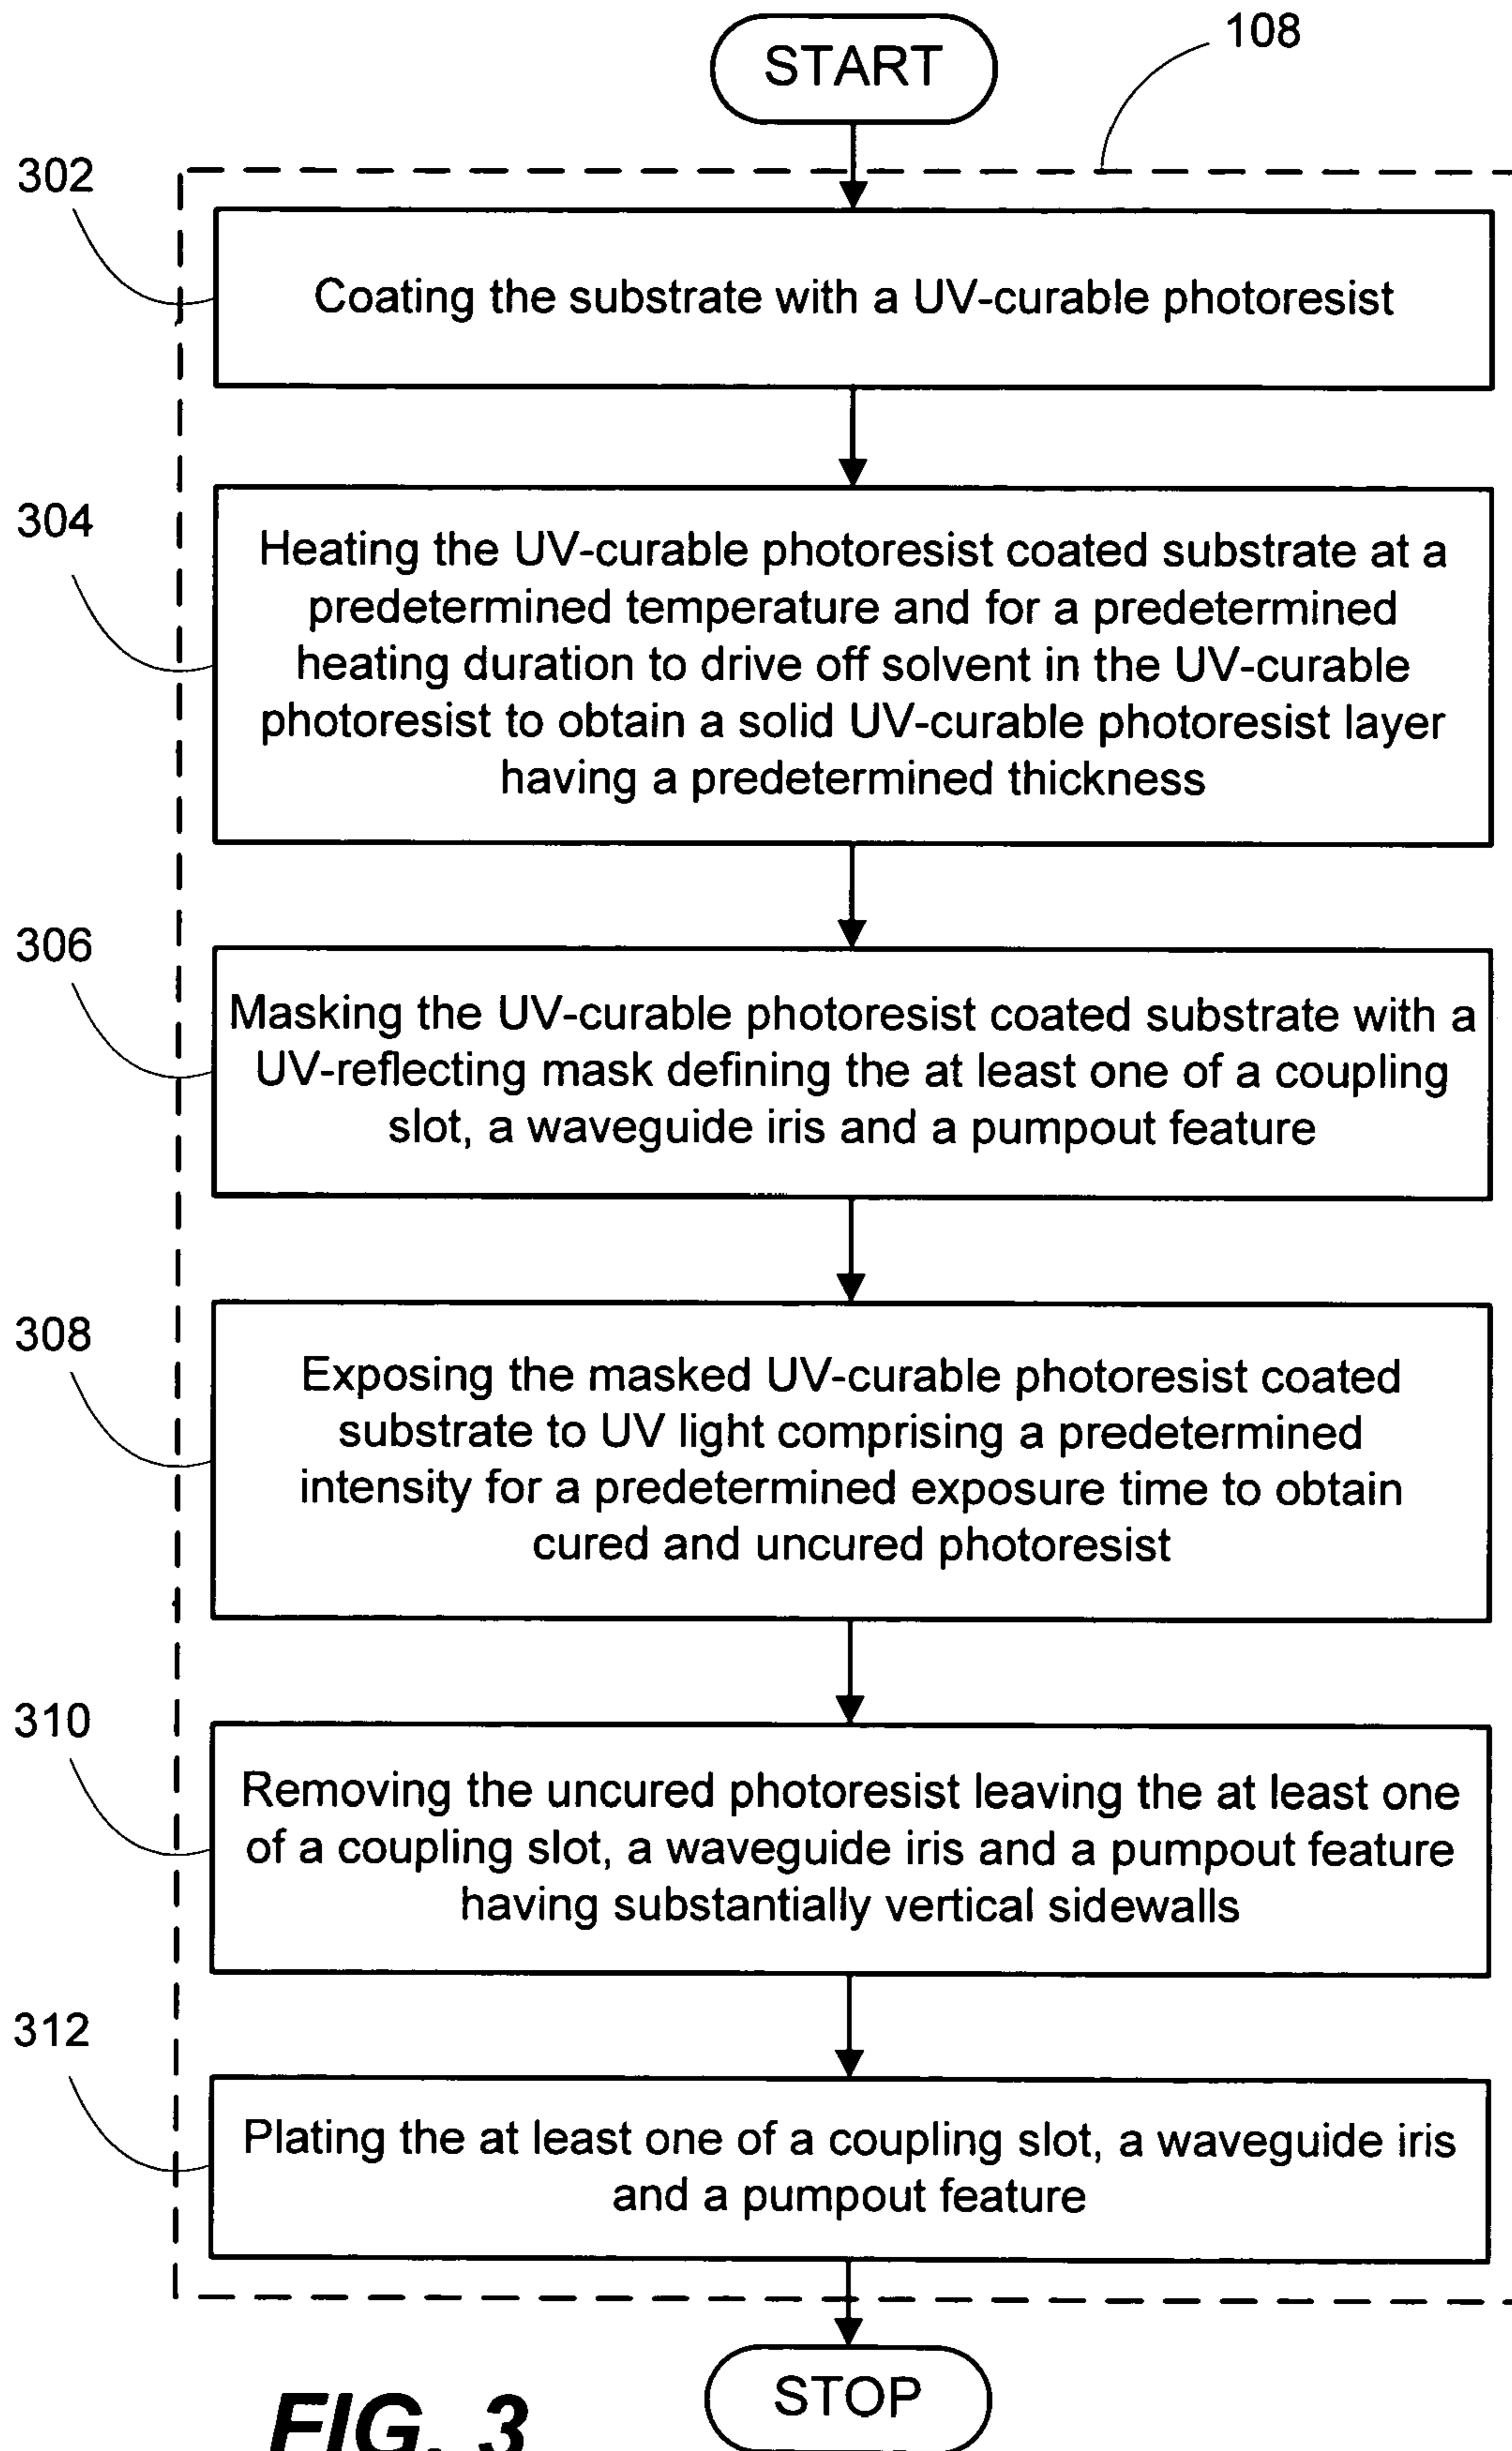 START
108
302
Coating the substrate with a UV-curable photoresist
304
Heating the UV-curable photoresist coated substrate at a
predetermined temperature and for a predetermined
heating duration to drive off solvent in the UV-curable
photoresist to obtain a solid UV-curable photoresist layer
having a predetermined thickness
306
Masking the UV-curable photoresist coated substrate with a
UV-reflecting mask defining the at least one of a coupling
slot, a waveguide iris and a pumpout feature
308
Exposing the masked UV-curable photoresist coated
substrate to UV light comprising a predetermined
intensity for a predetermined exposure time to obtain
cured and uncured photoresist
310
Removing the uncured photoresist leaving the at least one
of a coupling slot, a waveguide iris and a pumpout feature
having substantially vertical sidewalls
312
Plating the at least one of a coupling slot, a waveguide iris
and a pumpout feature
STOP
FIG. 3